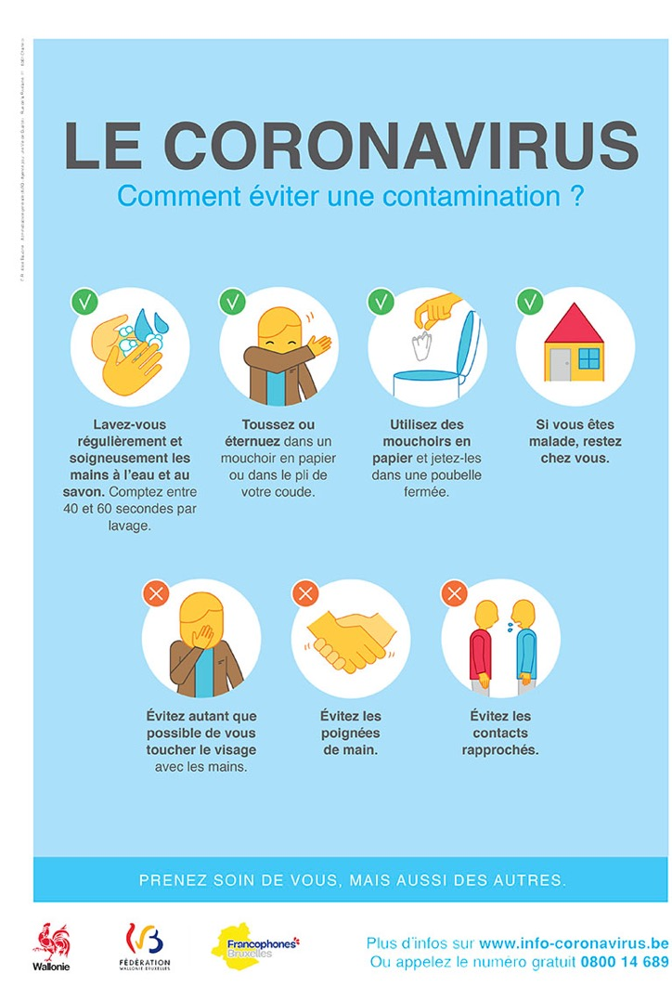 LE CORONAVIRUS
Comment éviter une contamination ?
Lavez-vous
régulièrement et
soigneusement les
mains à l'eau et au
savon. Comptez entre
40 et 60 secondes par
lavage.
Toussez ou
éternuez dans un
mouchoir en papier
ou dans le pli de
votre coude.
Utilisez des
mouchoirs en
papier et jetez-les
dans une poubelle
fermée.
Si vous êtes
malade, restez
chez vous.
Évitez autant que
possible de vous
toucher le visage
avec les mains.
Évitez les
poignées
de main.
Évitez les
contacts
rapprochés.
PRENEZ SOIN DE VOUS, MAIS AUSSI DES AUTRES.
Wallonie
FÉDÉRATION
WALLONIE-BRUXELLES
Francophones
Bruxelles
Plus d'infos sur www.info-coronavirus.be
Ou appelez le numéro gratuit 0800 14 689